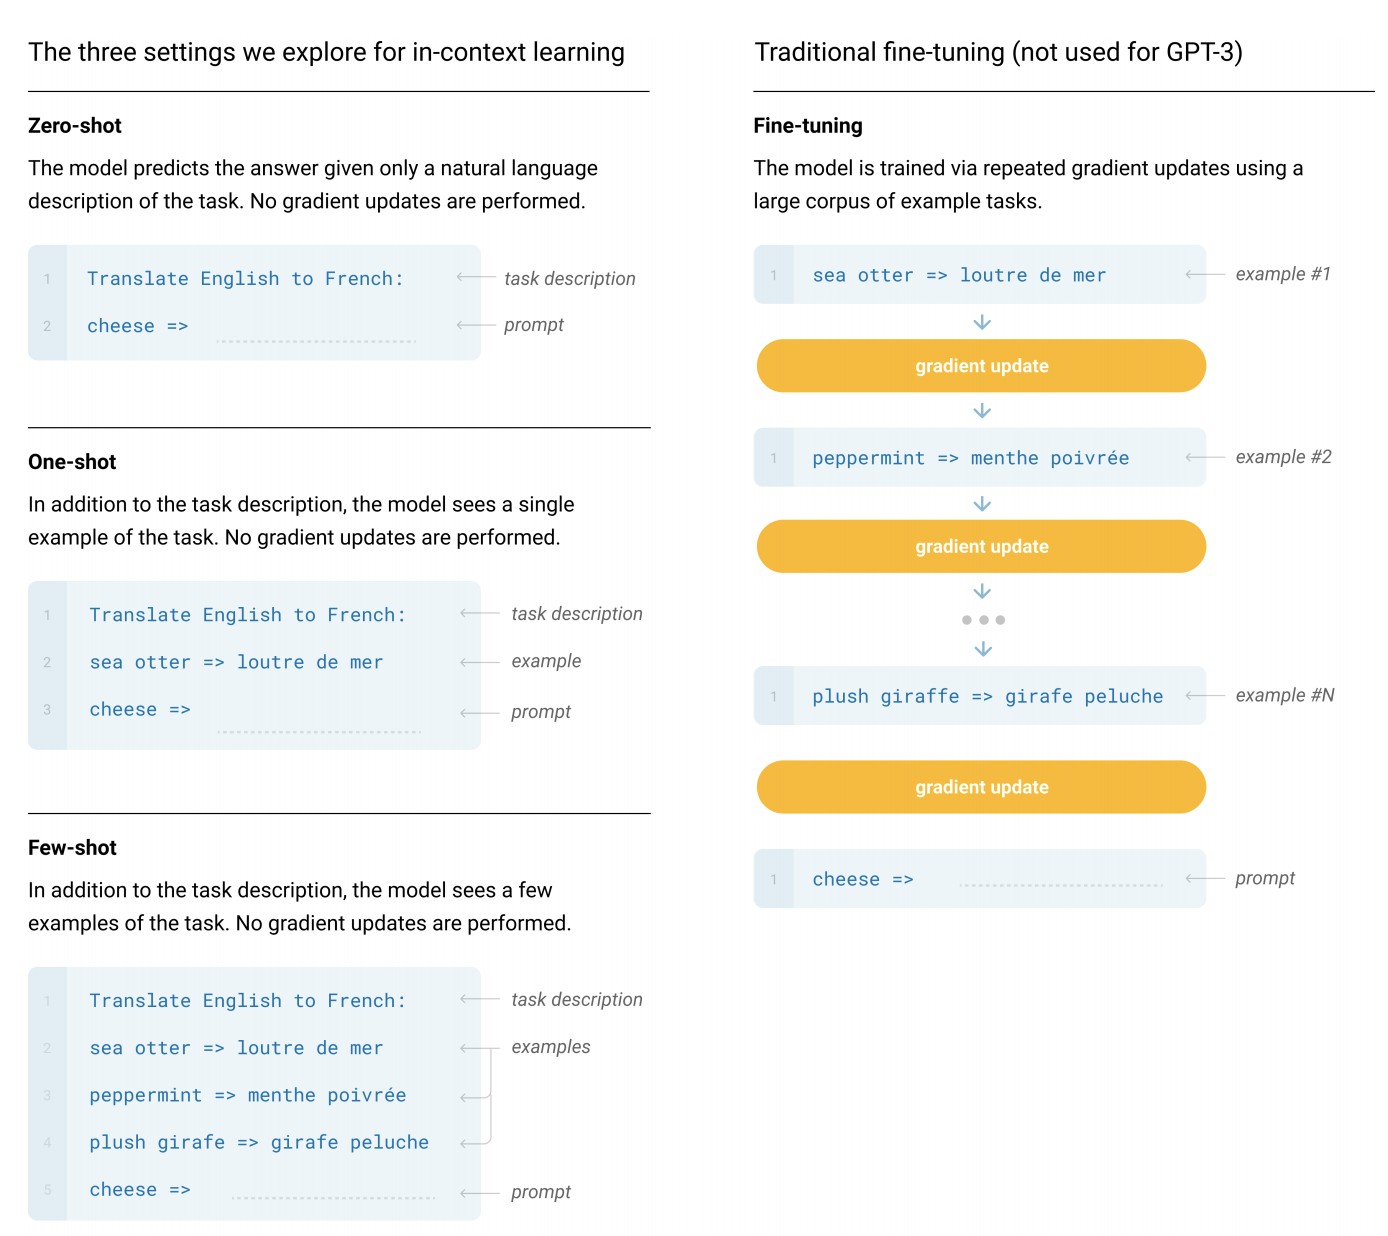 The three settings we explore for in-context learning
Zero-shot
The model predicts the answer given only a natural language
description of the task. No gradient updates are performed.
1 Translate English to French: task description
2 cheese => prompt
One-shot
In addition to the task description, the model sees a single
example of the task. No gradient updates are performed.
1 Translate English to French: task description
2 sea otter => loutre de mer example
3 cheese => prompt
Few-shot
In addition to the task description, the model sees a few
examples of the task. No gradient updates are performed.
1 Translate English to French: task description
2 sea otter => loutre de mer examples
3 peppermint => menthe poivrée
4 plush girafe => girafe peluche
5 cheese => prompt
Traditional fine-tuning (not used for GPT-3)
Fine-tuning
The model is trained via repeated gradient updates using a
large corpus of example tasks.
1 sea otter => loutre de mer example #1
gradient update
1 peppermint => menthe poivrée example #2
gradient update
1 plush giraffe => girafe peluche example #N
gradient update
1 cheese => prompt